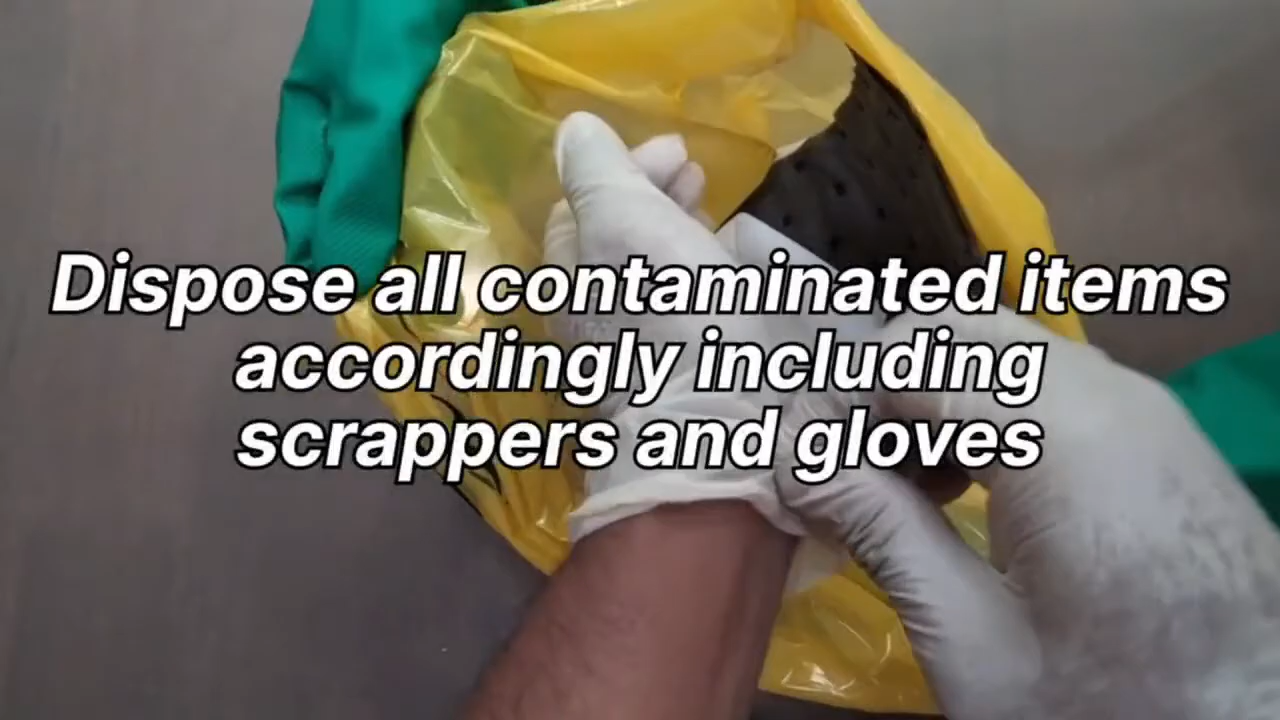 Dispose all contaminated items
accordingly including
scrappers and gloves